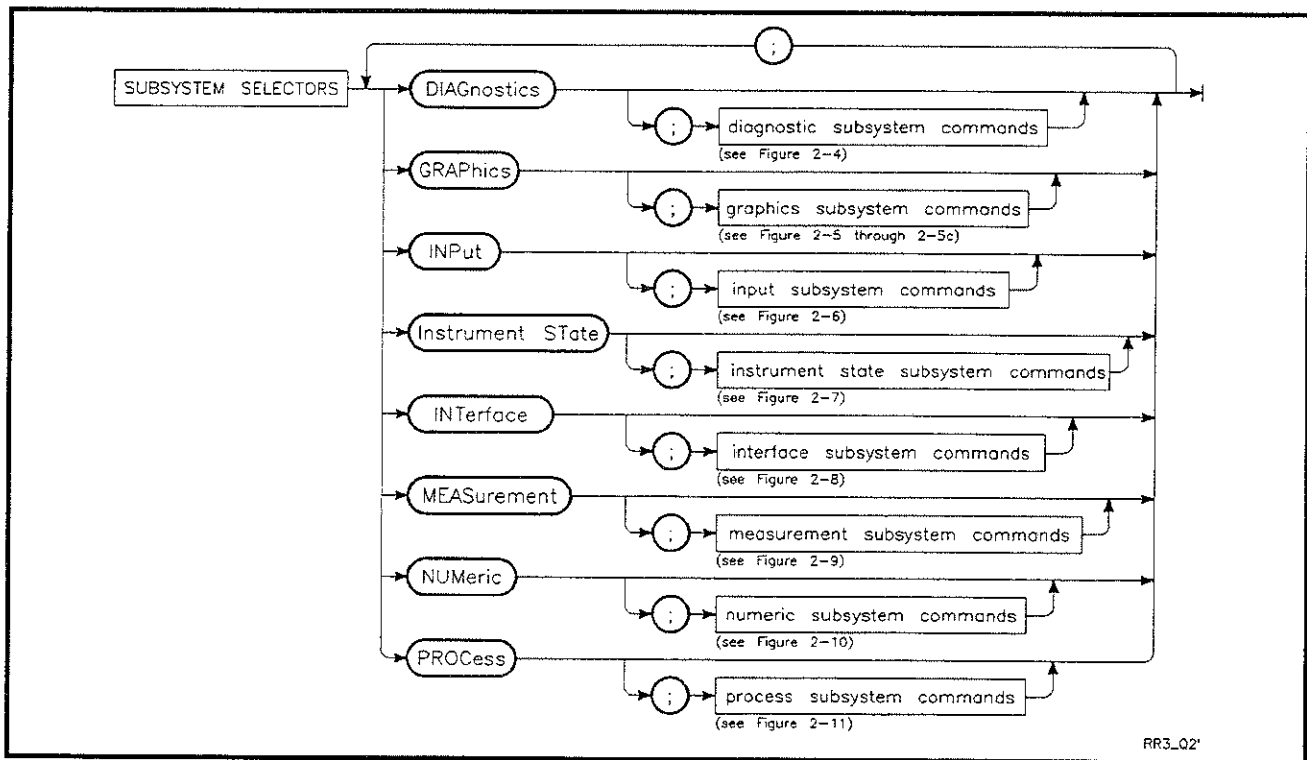 ;
SUBSYSTEM SELECTORS
DIAGnostics
; diagnostic subsystem commands
(see Figure 2-4)
GRAPhics
; graphics subsystem commands
(see Figure 2-5 through 2-5c)
INPut
; input subsystem commands
(see Figure 2-6)
Instrument STate
; instrument state subsystem commands
(see Figure 2-7)
INTerface
; interface subsystem commands
(see Figure 2-8)
MEASurement
; measurement subsystem commands
(see Figure 2-9)
NUMeric
; numeric subsystem commands
(see Figure 2-10)
PROCess
; process subsystem commands
(see Figure 2-11)
RR3_Q2'